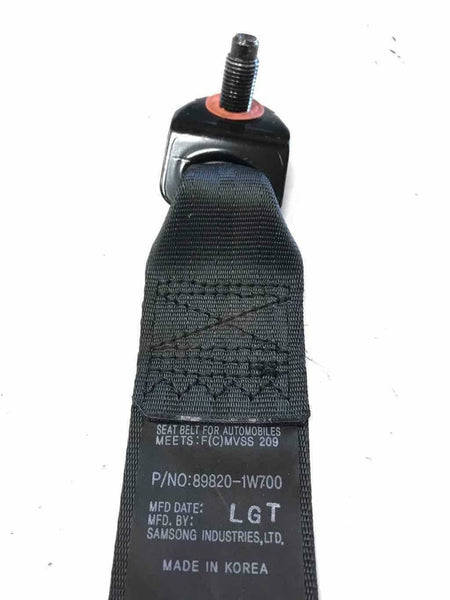 SEAT BELT FOR AUTOMOBILES
MEETS: F(C)MVSS 209
P/NO:89820-1W700
MFD DATE: LGT
MFD. BY:
SAMSONG INDUSTRIES,LTD.
MADE IN KOREA